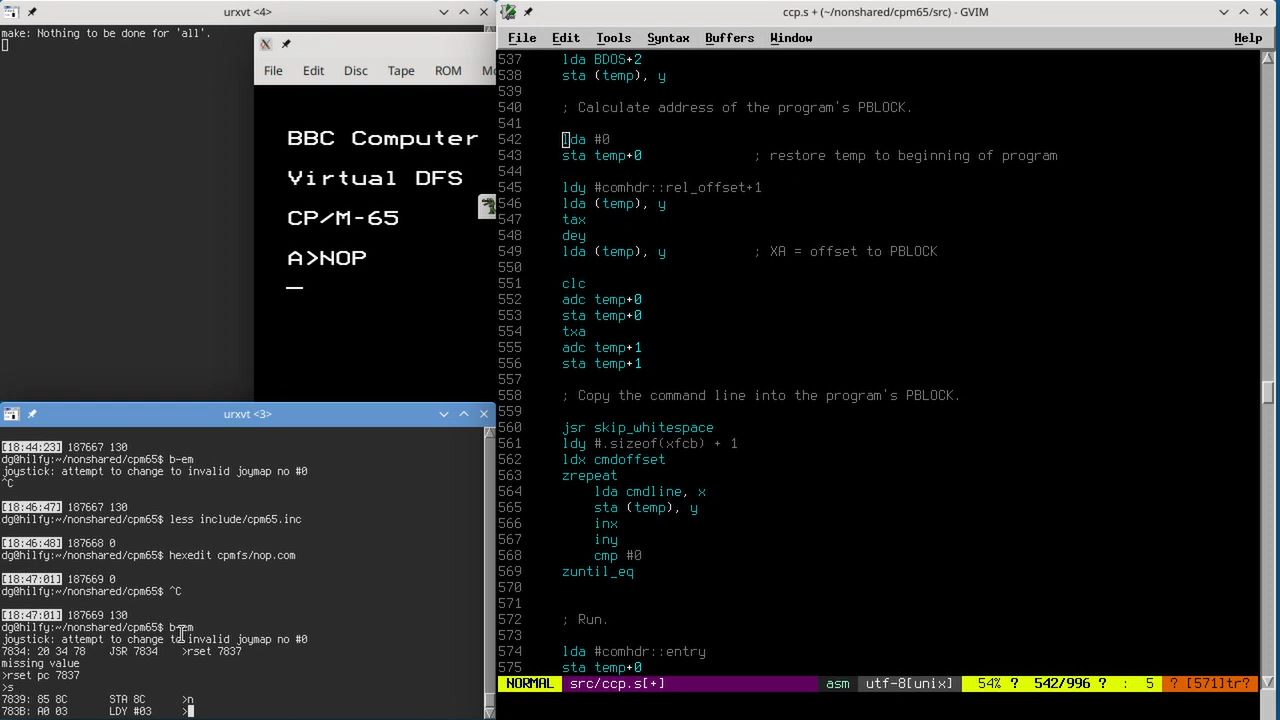 urxvt <4>
make: Nothing to be done for 'all'.
File Edit Disc Tape ROM
BBC Computer
Virtual DFS
CP/M-65
A>NOP
urxvt <3>
[18:44:23] 187667 130
dg@hilfy:~/nonshared/cpm65$ b-em
joystick: attempt to change to invalid joymap no #0
^C
[18:46:47] 187667 130
dg@hilfy:~/nonshared/cpm65$ less include/cpm65.inc
[18:46:48] 187668 0
dg@hilfy:~/nonshared/cpm65$ hexedit cpmfs/nop.com
[18:47:01] 187669 0
dg@hilfy:~/nonshared/cpm65$ ^C
[18:47:01] 187669 130
dg@hilfy:~/nonshared/cpm65$ b-em
joystick: attempt to change to invalid joymap no #0
7834: 20 34 78 JSR 7834 >rset 7837
missing value
>rset pc 7837
>s
7839: 85 8C STA 8C >n
783B: A0 03 LDY #03 >
ccp.s + (~/nonshared/cpm65/src) - GVIM
File Edit Tools Syntax Buffers Window Help
537 lda BDOS+2
538 sta (temp), y
539
540 ; Calculate address of the program's PBLOCK.
541
542 lda #0
543 sta temp+0 ; restore temp to beginning of program
544
545 ldy #comhdr::rel_offset+1
546 lda (temp), y
547 tax
548 dey
549 lda (temp), y ; XA = offset to PBLOCK
550
551 clc
552 adc temp+0
553 sta temp+0
554 txa
555 adc temp+1
556 sta temp+1
557
558 ; Copy the command line into the program's PBLOCK.
559
560 jsr skip_whitespace
561 ldy #.sizeof(xfcb) + 1
562 ldx cmdoffset
563 zrepeat
564 lda cmdline, x
565 sta (temp), y
566 inx
567 iny
568 cmp #0
569 zuntil_eq
570
571
572 ; Run.
573
574 lda #comhdr::entry
575 sta temp+0
NORMAL src/ccp.s[+] asm utf-8[unix] 54% ? 542/996 ? : 5 ? [571]tr?